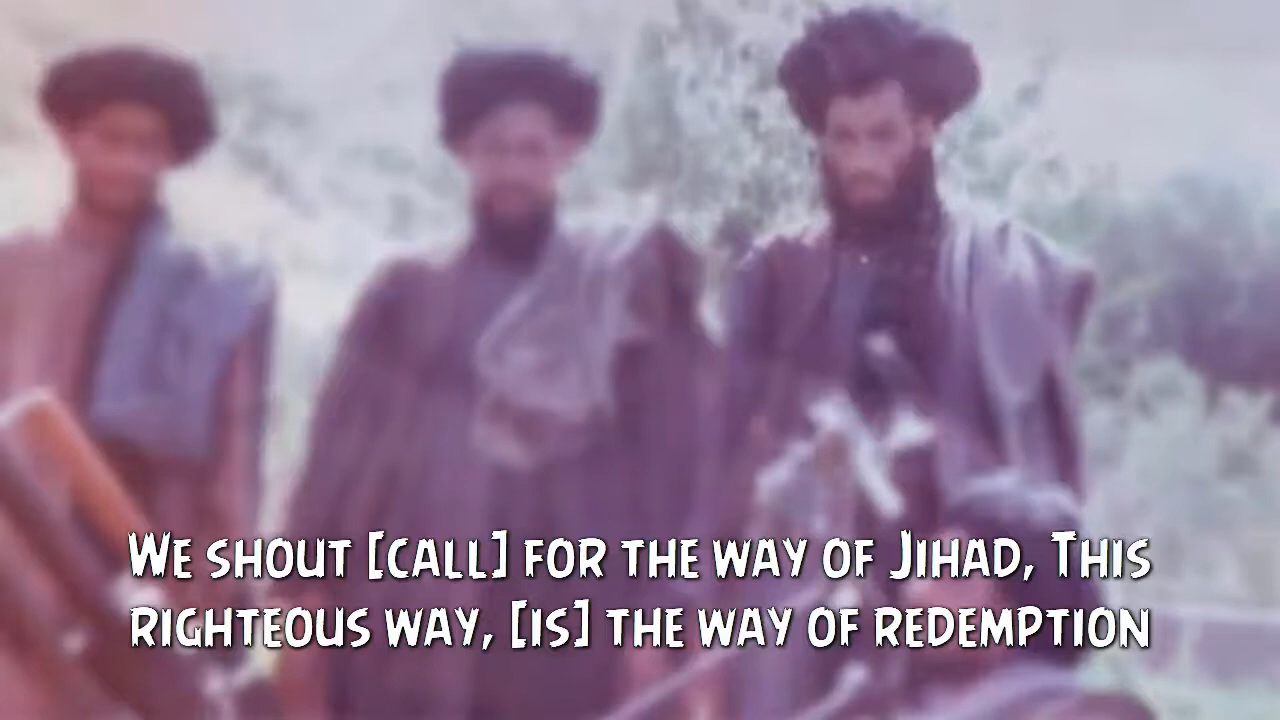 We shout [call] for the way of Jihad, This
righteous way, [is] the way of redemption